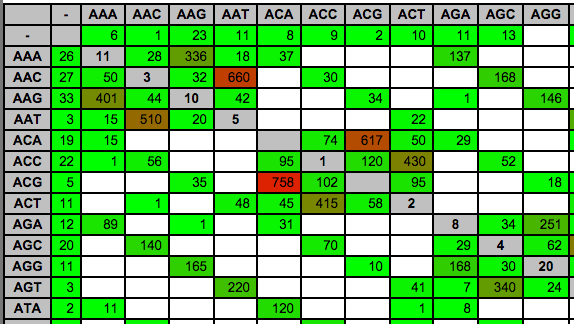 - AAA AAC AAG AAT ACA ACC ACG ACT AGA AGC AGG
- 6 1 23 11 8 9 2 10 11 13
AAA 26 11 28 336 18 37 137
AAC 27 50 3 32 660 30 168
AAG 33 401 44 10 42 34 1 146
AAT 3 15 510 20 5 22
ACA 19 15 74 617 50 29
ACC 22 1 56 95 1 120 430 52
ACG 5 35 758 102 95 18
ACT 11 1 48 45 415 58 2
AGA 12 89 1 31 8 34 251
AGC 20 140 70 29 4 62
AGG 11 165 10 168 30 20
AGT 3 220 41 7 340 24
ATA 2 11 120 1 8